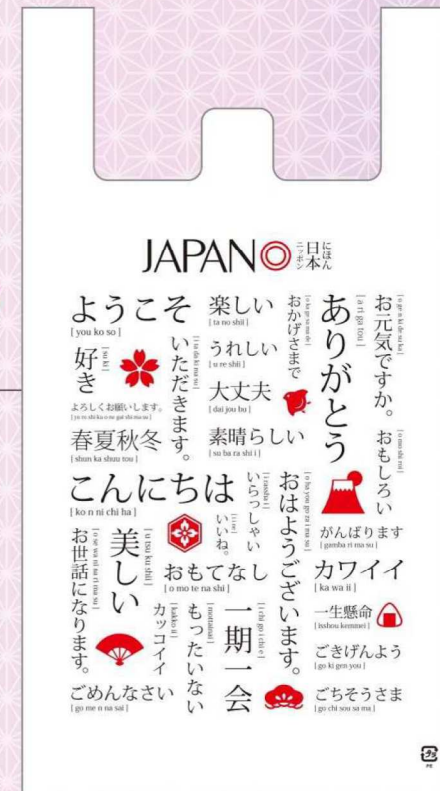 JAPAN
ニッポン
日本
にほん
ようこそ
[ you ko so ]
楽しい
[ ta no shii ]
おかげさまで
[ o ka ge sa ma de ]
ありがとう
[ a ri ga tou ]
お元気ですか。
[ o ge n ki de su ka ]
うれしい
[ u re shii ]
好き
[ su ki ]
いただきます。
[ i ta da ki ma su ]
大丈夫
[ dai jou bu ]
よろしくお願いします。
[ yo ro shi ku o ne gai shi ma su ]
春夏秋冬
[ shun ka shuu tou ]
素晴らしい
[ su ba ra shi i ]
おもしろい
[ o mo shi roi ]
こんにちは
[ ko n ni chi ha ]
いらっしゃい
いいね。
[ i i ne ]
おはようございます。
[ o ha you go za i ma su ]
がんばります
[ gamba ri ma su ]
お世話になります。
[ o se wa ni na ri ma su ]
美しい
[ u tsu ku shii ]
おもてなし
[ o mo te na shi ]
カワイイ
[ ka wa ii ]
カッコイイ
[ kakko ii ]
もったいない
[ mottainai ]
一期一会
[ i chi go i chi e ]
一生懸命
[ isshou kemmei ]
ごきげんよう
[ go ki gen you ]
ごめんなさい
[ go me n na sai ]
ごちそうさま
[ go chi sou sa ma ]
プラ
PE